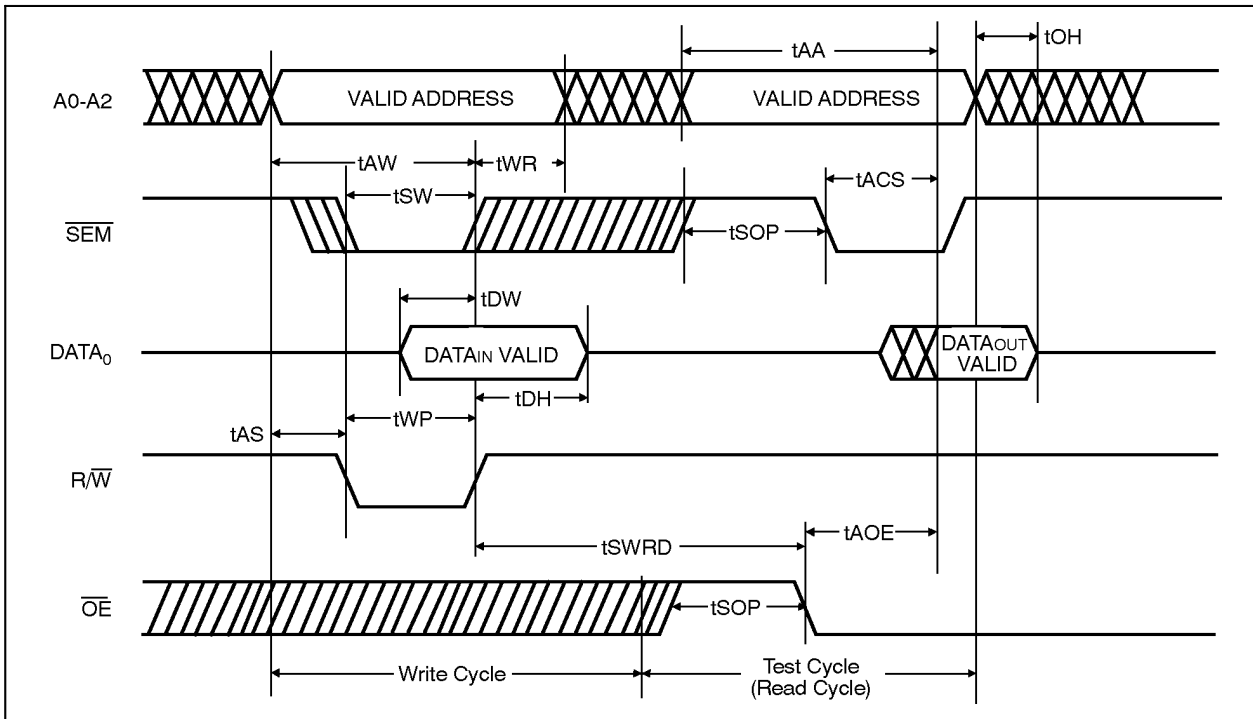 tAA
tOH
A0-A2
VALID ADDRESS
VALID ADDRESS
tAW
tWR
tACS
tSW
SEM
tSOP
tDW
DATA0
DATAIN VALID
DATAOUT
VALID
tDH
tWP
tAS
R/W
tAOE
tSWRD
OE
tSOP
Write Cycle
Test Cycle
(Read Cycle)